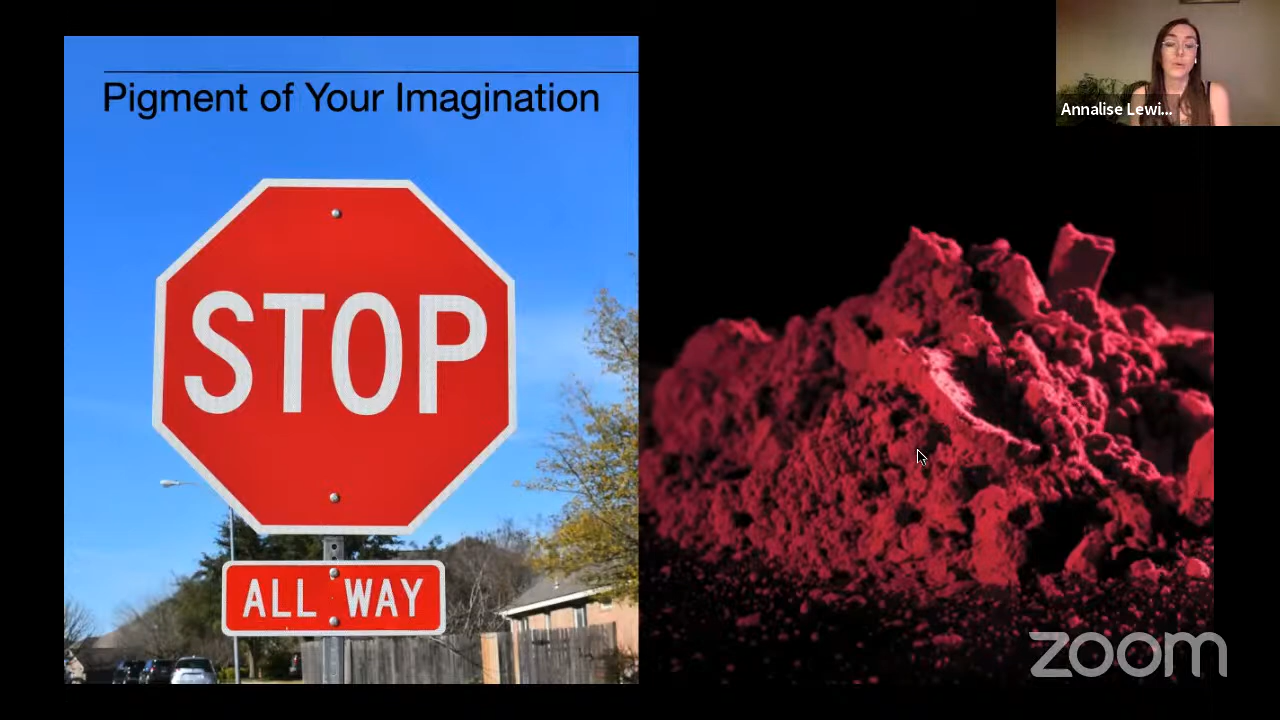 Pigment of Your Imagination
STOP
ALL WAY
Annalise Lewi...
zoom